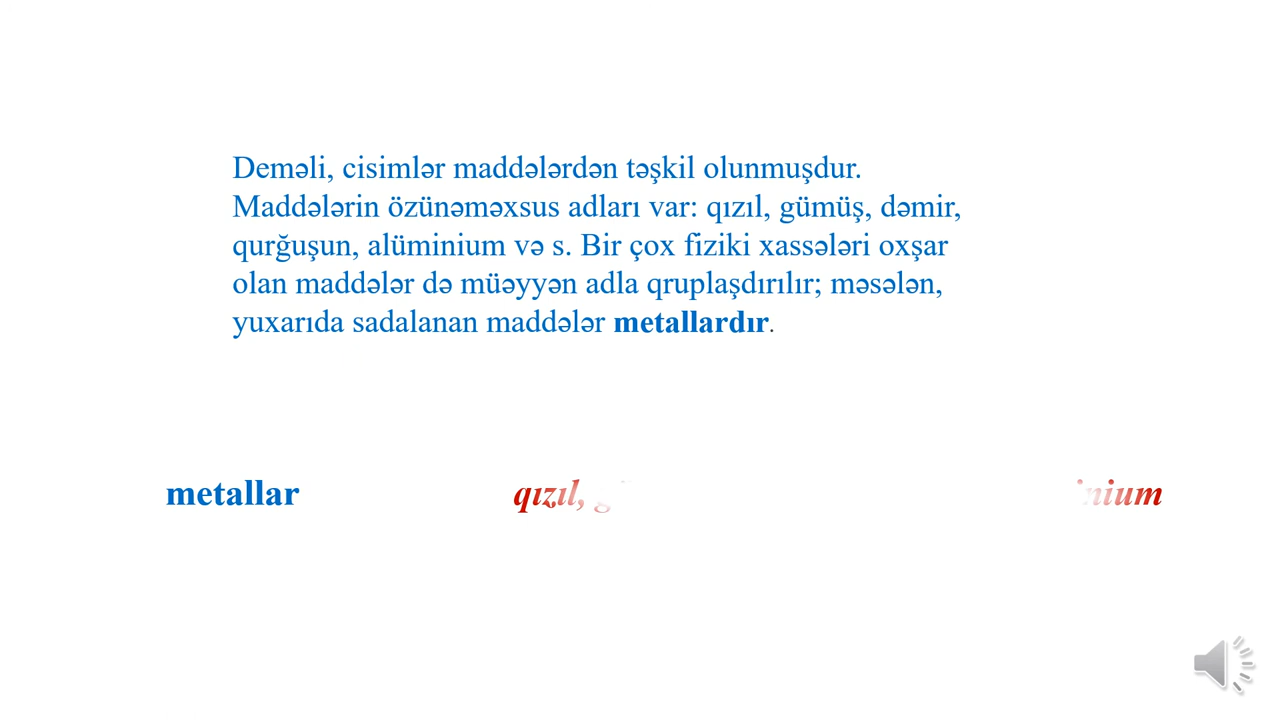 Deməli, cisimlər maddələrdən təşkil olunmuşdur.
Maddələrin özünəməxsus adları var: qızıl, gümüş, dəmir,
qurğuşun, alüminium və s. Bir çox fiziki xassələri oxşar
olan maddələr də müəyyən adla qruplaşdırılır; məsələn,
yuxarıda sadalanan maddələr metallardır.
metallar qızıl,